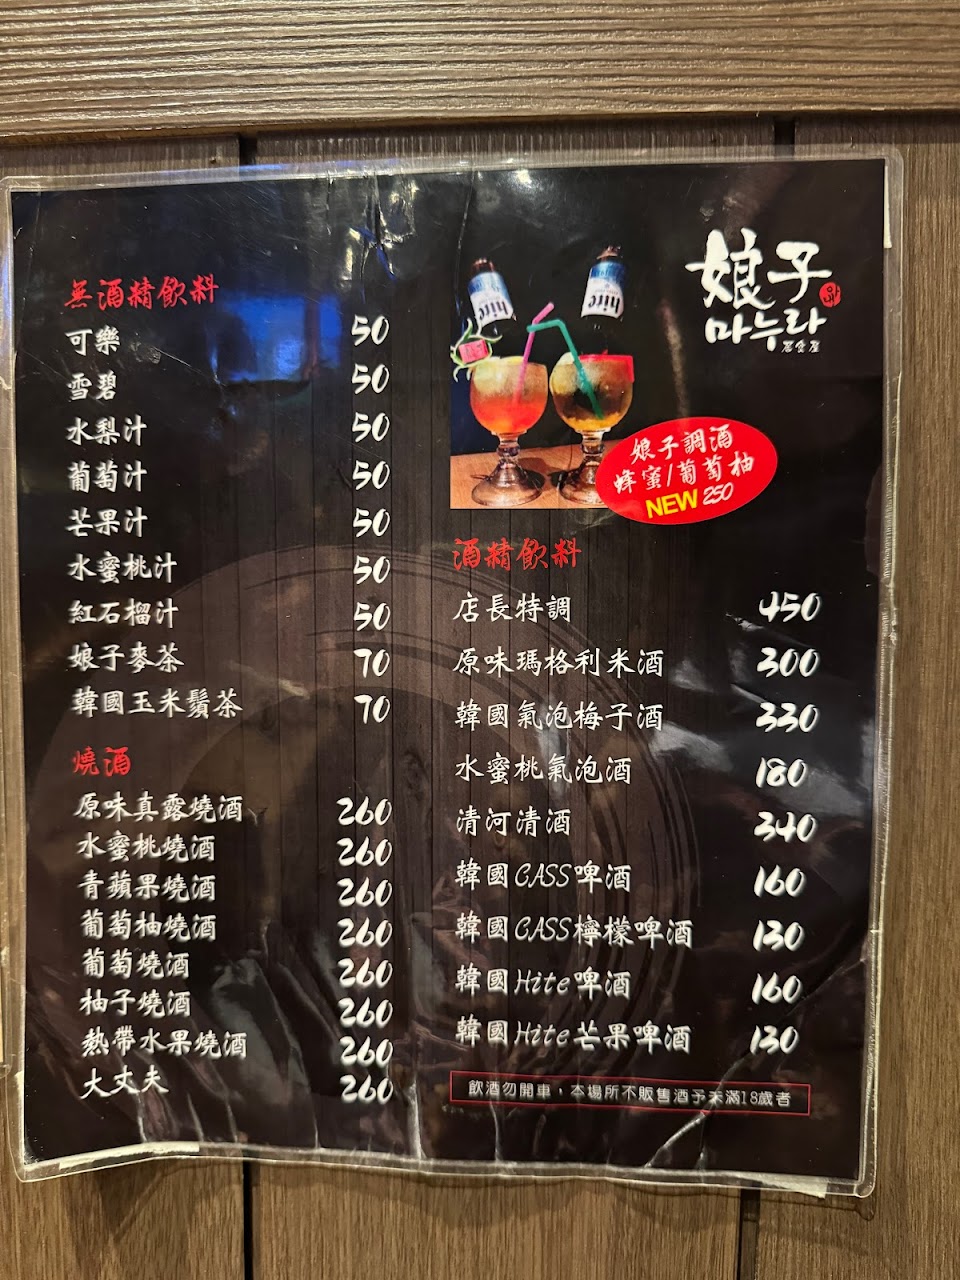 無酒精飲料
可樂 50
雪碧 50
水梨汁 50
葡萄汁 50
芒果汁 50
水蜜桃汁 50
紅石榴汁 50
娘子麥茶 70
韓國玉米鬚茶 70
燒酒
原味真露燒酒 260
水蜜桃燒酒 260
青蘋果燒酒 260
葡萄柚燒酒 260
葡萄燒酒 260
柚子燒酒 260
熱帶水果燒酒 260
大丈夫 260
娘子
마누라
hite
hite
娘子調酒
蜂蜜/葡萄柚
NEW 250
酒精飲料
店長特調 450
原味瑪格利米酒 300
韓國氣泡梅子酒 330
水蜜桃氣泡酒 180
清河清酒 340
韓國CASS啤酒 160
韓國CASS檸檬啤酒 130
韓國Hite啤酒 160
韓國Hite芒果啤酒 130
飲酒勿開車，本場所不販售酒予未滿18歲者